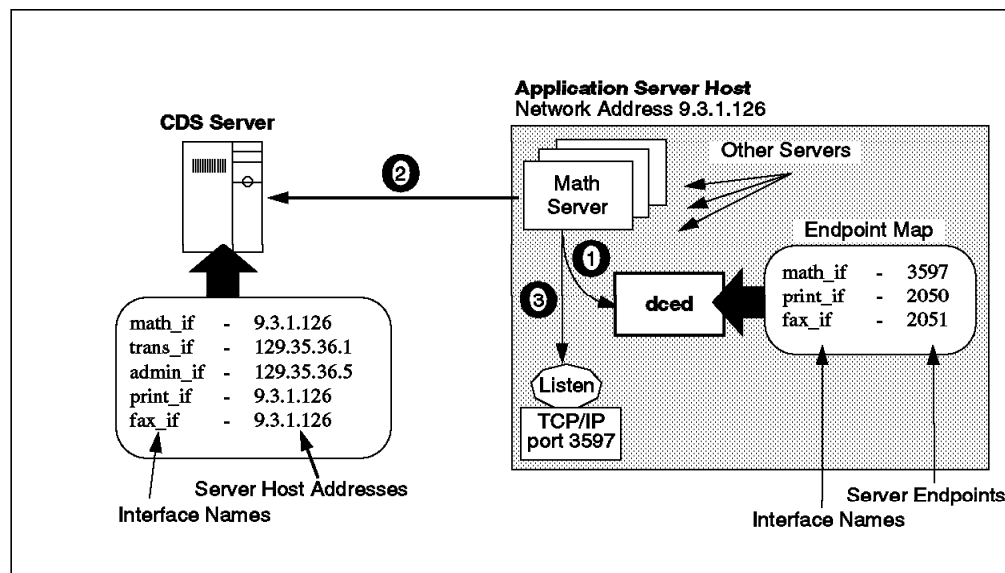 Application Server Host
Network Address 9.3.1.126
CDS Server
2
Math
Server
Other Servers
Endpoint Map
1
math_if - 3597
print_if - 2050
fax_if - 2051
3
dced
math_if - 9.3.1.126
trans_if - 129.35.36.1
admin_if - 129.35.36.5
print_if - 9.3.1.126
fax_if - 9.3.1.126
Listen
TCP/IP
port 3597
Server Host Addresses
Interface Names
Server Endpoints
Interface Names